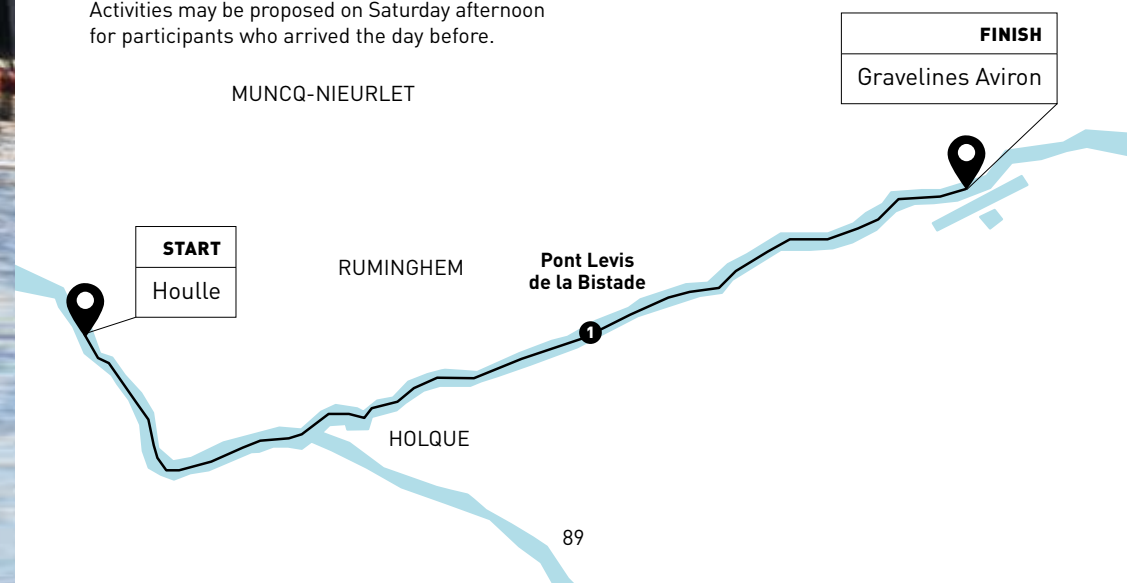 Activities may be proposed on Saturday afternoon
for participants who arrived the day before.
FINISH
Gravelines Aviron
MUNCQ-NIEURLET
START
Houlle
RUMINGHEM
Pont Levis
de la Bistade
1
HOLQUE
89